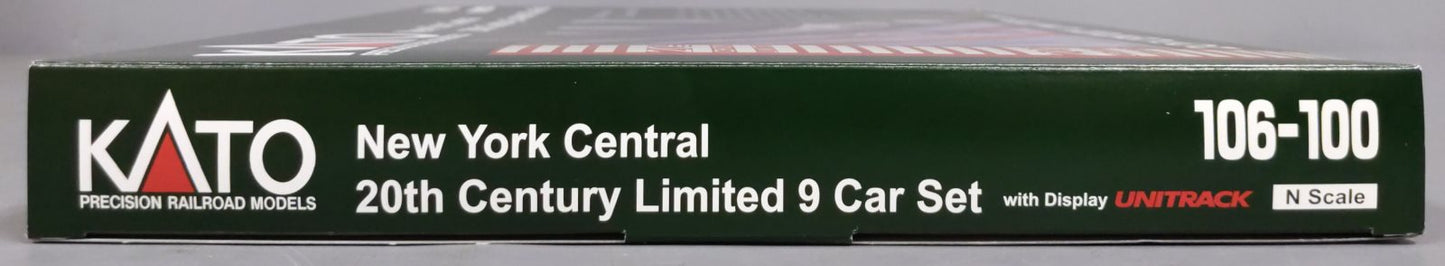 KATO
PRECISION RAILROAD MODELS
New York Central
20th Century Limited 9 Car Set with Display UNITRACK
106-100
N Scale